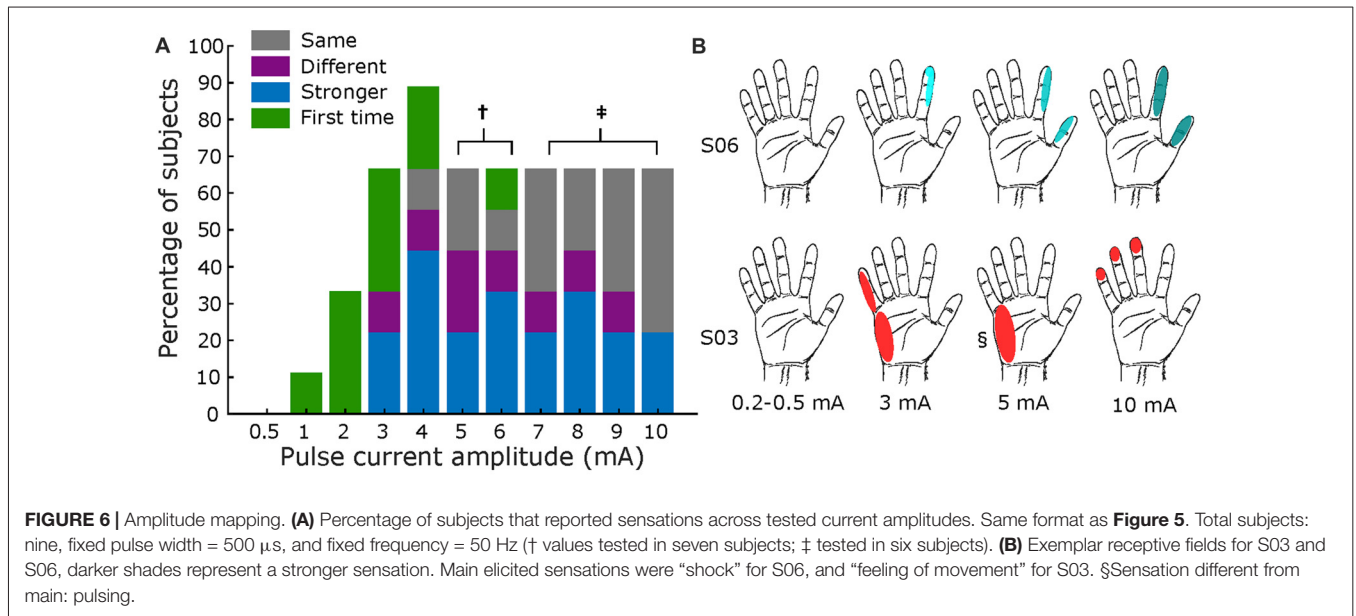 A
100
90
80
70
60
50
40
30
20
10
0
Percentage of subjects
Same
Different
Stronger
First time
†
‡
0.5 1 2 3 4 5 6 7 8 9 10
Pulse current amplitude (mA)
B
S06
S03
§
0.2-0.5 mA 3 mA 5 mA 10 mA
FIGURE 6 | Amplitude mapping. (A) Percentage of subjects that reported sensations across tested current amplitudes. Same format as Figure 5. Total subjects:
nine, fixed pulse width = 500 μs, and fixed frequency = 50 Hz († values tested in seven subjects; ‡ tested in six subjects). (B) Exemplar receptive fields for S03 and
S06, darker shades represent a stronger sensation. Main elicited sensations were “shock” for S06, and “feeling of movement” for S03. §Sensation different from
main: pulsing.